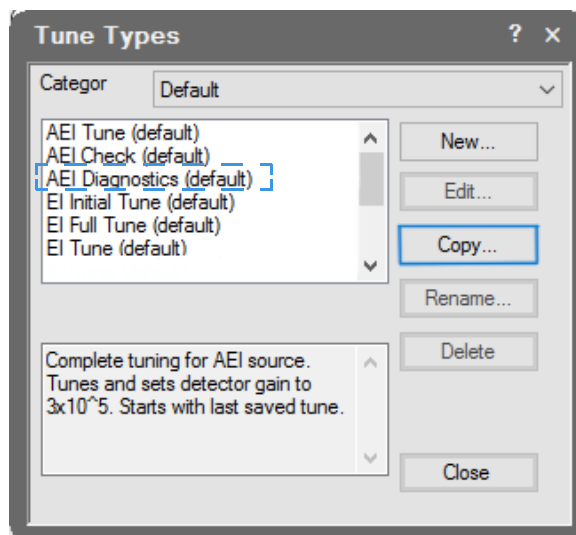 Tune Types
? ×
Categor
Default
AEI Tune (default)
AEI Check (default)
AEI Diagnostics (default)
EI Initial Tune (default)
EI Full Tune (default)
EI Tune (default)
New...
Edit...
Copy...
Rename...
Delete
Complete tuning for AEI source.
Tunes and sets detector gain to
3x10^5. Starts with last saved tune.
Close